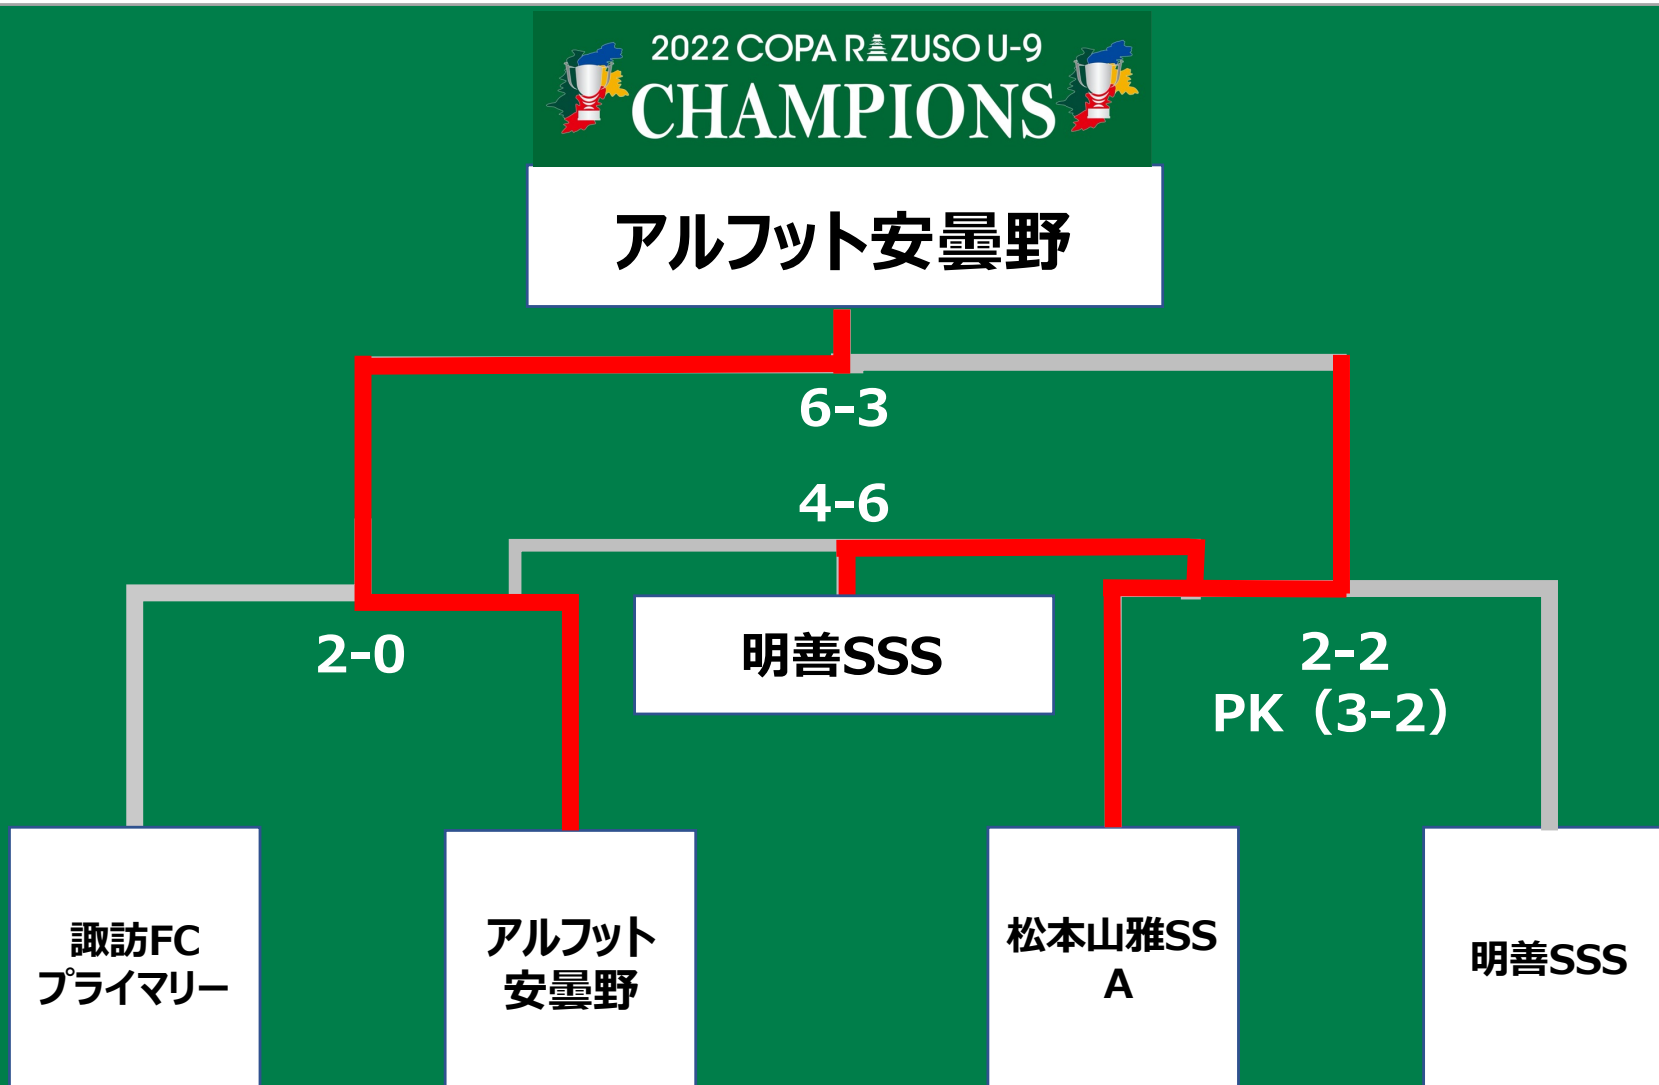 2022 COPA RAZUSO U-9
CHAMPIONS
アルフット安曇野
6-3
4-6
2-0
明善SSS
2-2
PK（3-2）
諏訪FC
プライマリー
アルフット
安曇野
松本山雅SS
A
明善SSS